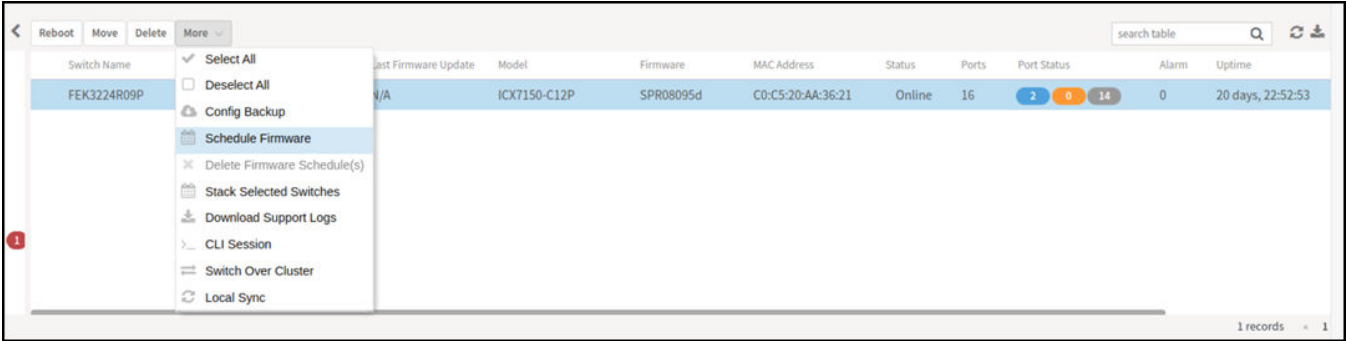 Reboot Move Delete More search table
Switch Name Last Firmware Update Model Firmware MAC Address Status Ports Port Status Alarm Uptime
FEK3224R09P N/A ICX7150-C12P SPR08095d C0:C5:20:AA:36:21 Online 16 2 0 14 0 20 days, 22:52:53
Select All
Deselect All
Config Backup
Schedule Firmware
Delete Firmware Schedule(s)
Stack Selected Switches
Download Support Logs
1
CLI Session
Switch Over Cluster
Local Sync
1 records « 1